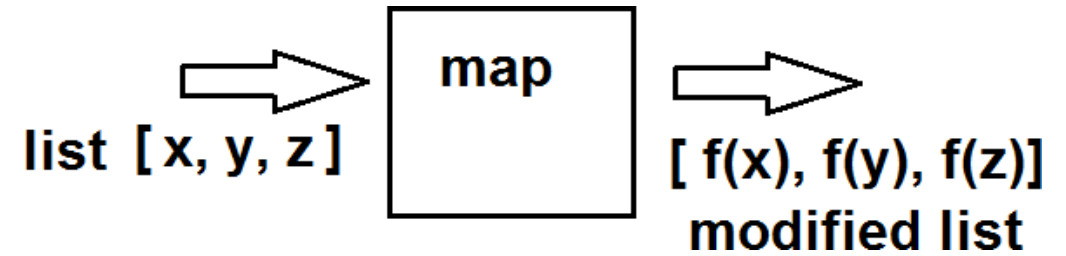 map
list [ x, y, z ]
[ f(x), f(y), f(z)]
modified list